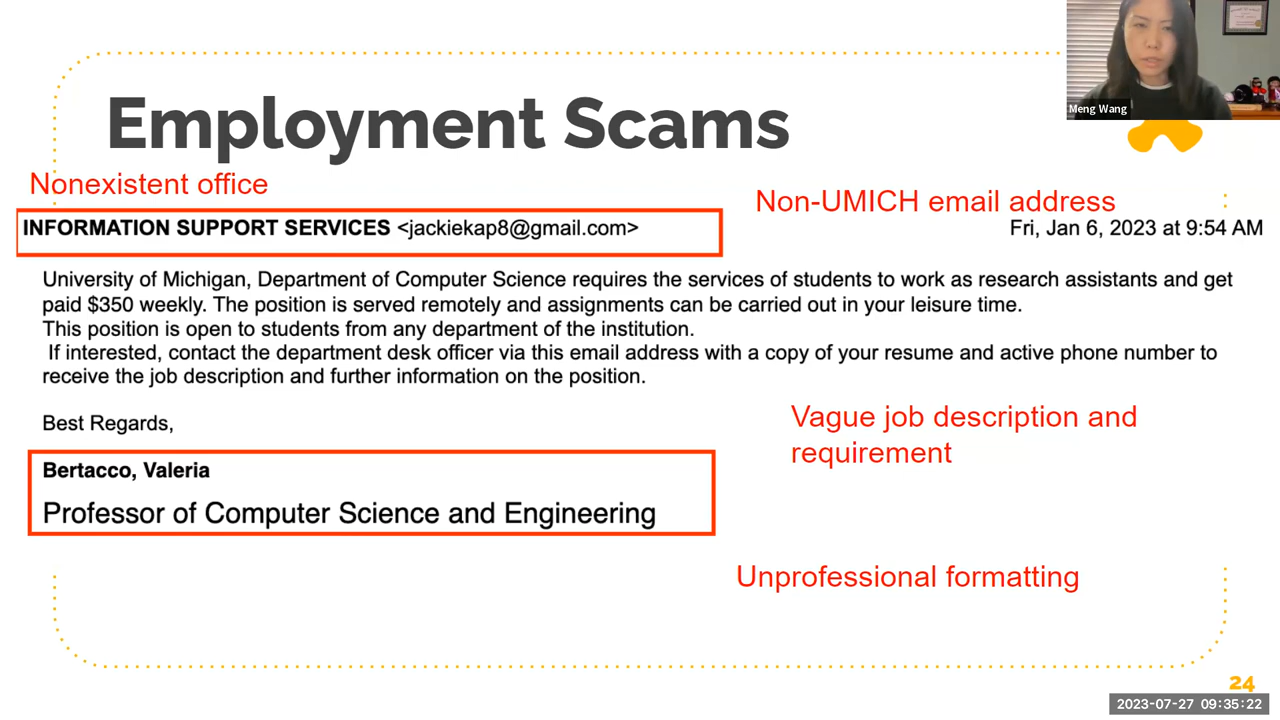 Meng Wang
Employment Scams
Nonexistent office
Non-UMICH email address
INFORMATION SUPPORT SERVICES <jackiekap8@gmail.com>
Fri, Jan 6, 2023 at 9:54 AM
University of Michigan, Department of Computer Science requires the services of students to work as research assistants and get
paid $350 weekly. The position is served remotely and assignments can be carried out in your leisure time.
This position is open to students from any department of the institution.
If interested, contact the department desk officer via this email address with a copy of your resume and active phone number to
receive the job description and further information on the position.
Best Regards,
Vague job description and
requirement
Bertacco, Valeria
Professor of Computer Science and Engineering
Unprofessional formatting
24
2023-07-27 09:35:22